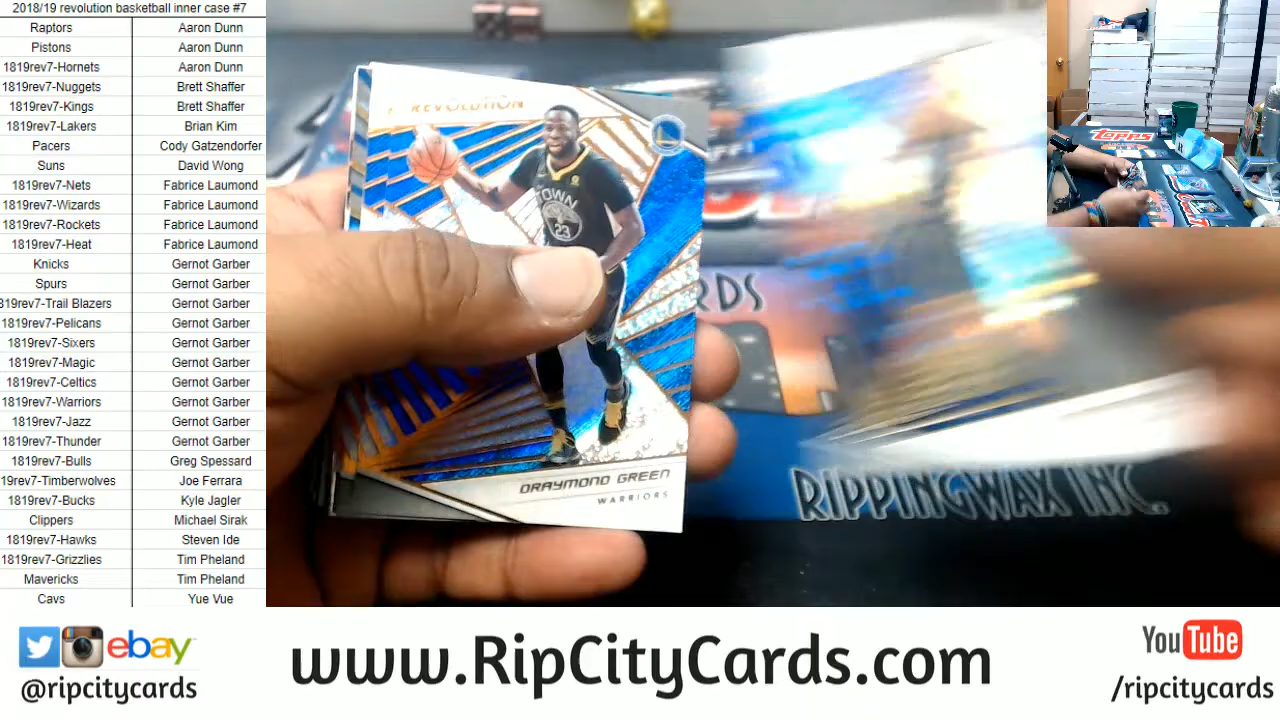 2018/19 revolution basketball inner case #7
Raptors Aaron Dunn
Pistons Aaron Dunn
1819rev7-Hornets Aaron Dunn
1819rev7-Nuggets Brett Shaffer
1819rev7-Kings Brett Shaffer
1819rev7-Lakers Brian Kim
Pacers Cody Gatzendorfer
Suns David Wong
1819rev7-Nets Fabrice Laumond
1819rev7-Wizards Fabrice Laumond
1819rev7-Rockets Fabrice Laumond
1819rev7-Heat Fabrice Laumond
Knicks Gernot Garber
Spurs Gernot Garber
819rev7-Trail Blazers Gernot Garber
1819rev7-Pelicans Gernot Garber
1819rev7-Sixers Gernot Garber
1819rev7-Magic Gernot Garber
1819rev7-Celtics Gernot Garber
1819rev7-Warriors Gernot Garber
1819rev7-Jazz Gernot Garber
1819rev7-Thunder Gernot Garber
1819rev7-Bulls Greg Spessard
19rev7-Timberwolves Joe Ferrara
1819rev7-Bucks Kyle Jagler
Clippers Michael Sirak
1819rev7-Hawks Steven Ide
1819rev7-Grizzlies Tim Pheland
Mavericks Tim Pheland
Cavs Yue Vue
REVOLUTION
TOWN
23
DRAYMOND GREEN
WARRIORS
RDS
RIPPINGWAX INC.
Topps
ebay
@ripcitycards
www.RipCityCards.com
YouTube
/ripcitycards